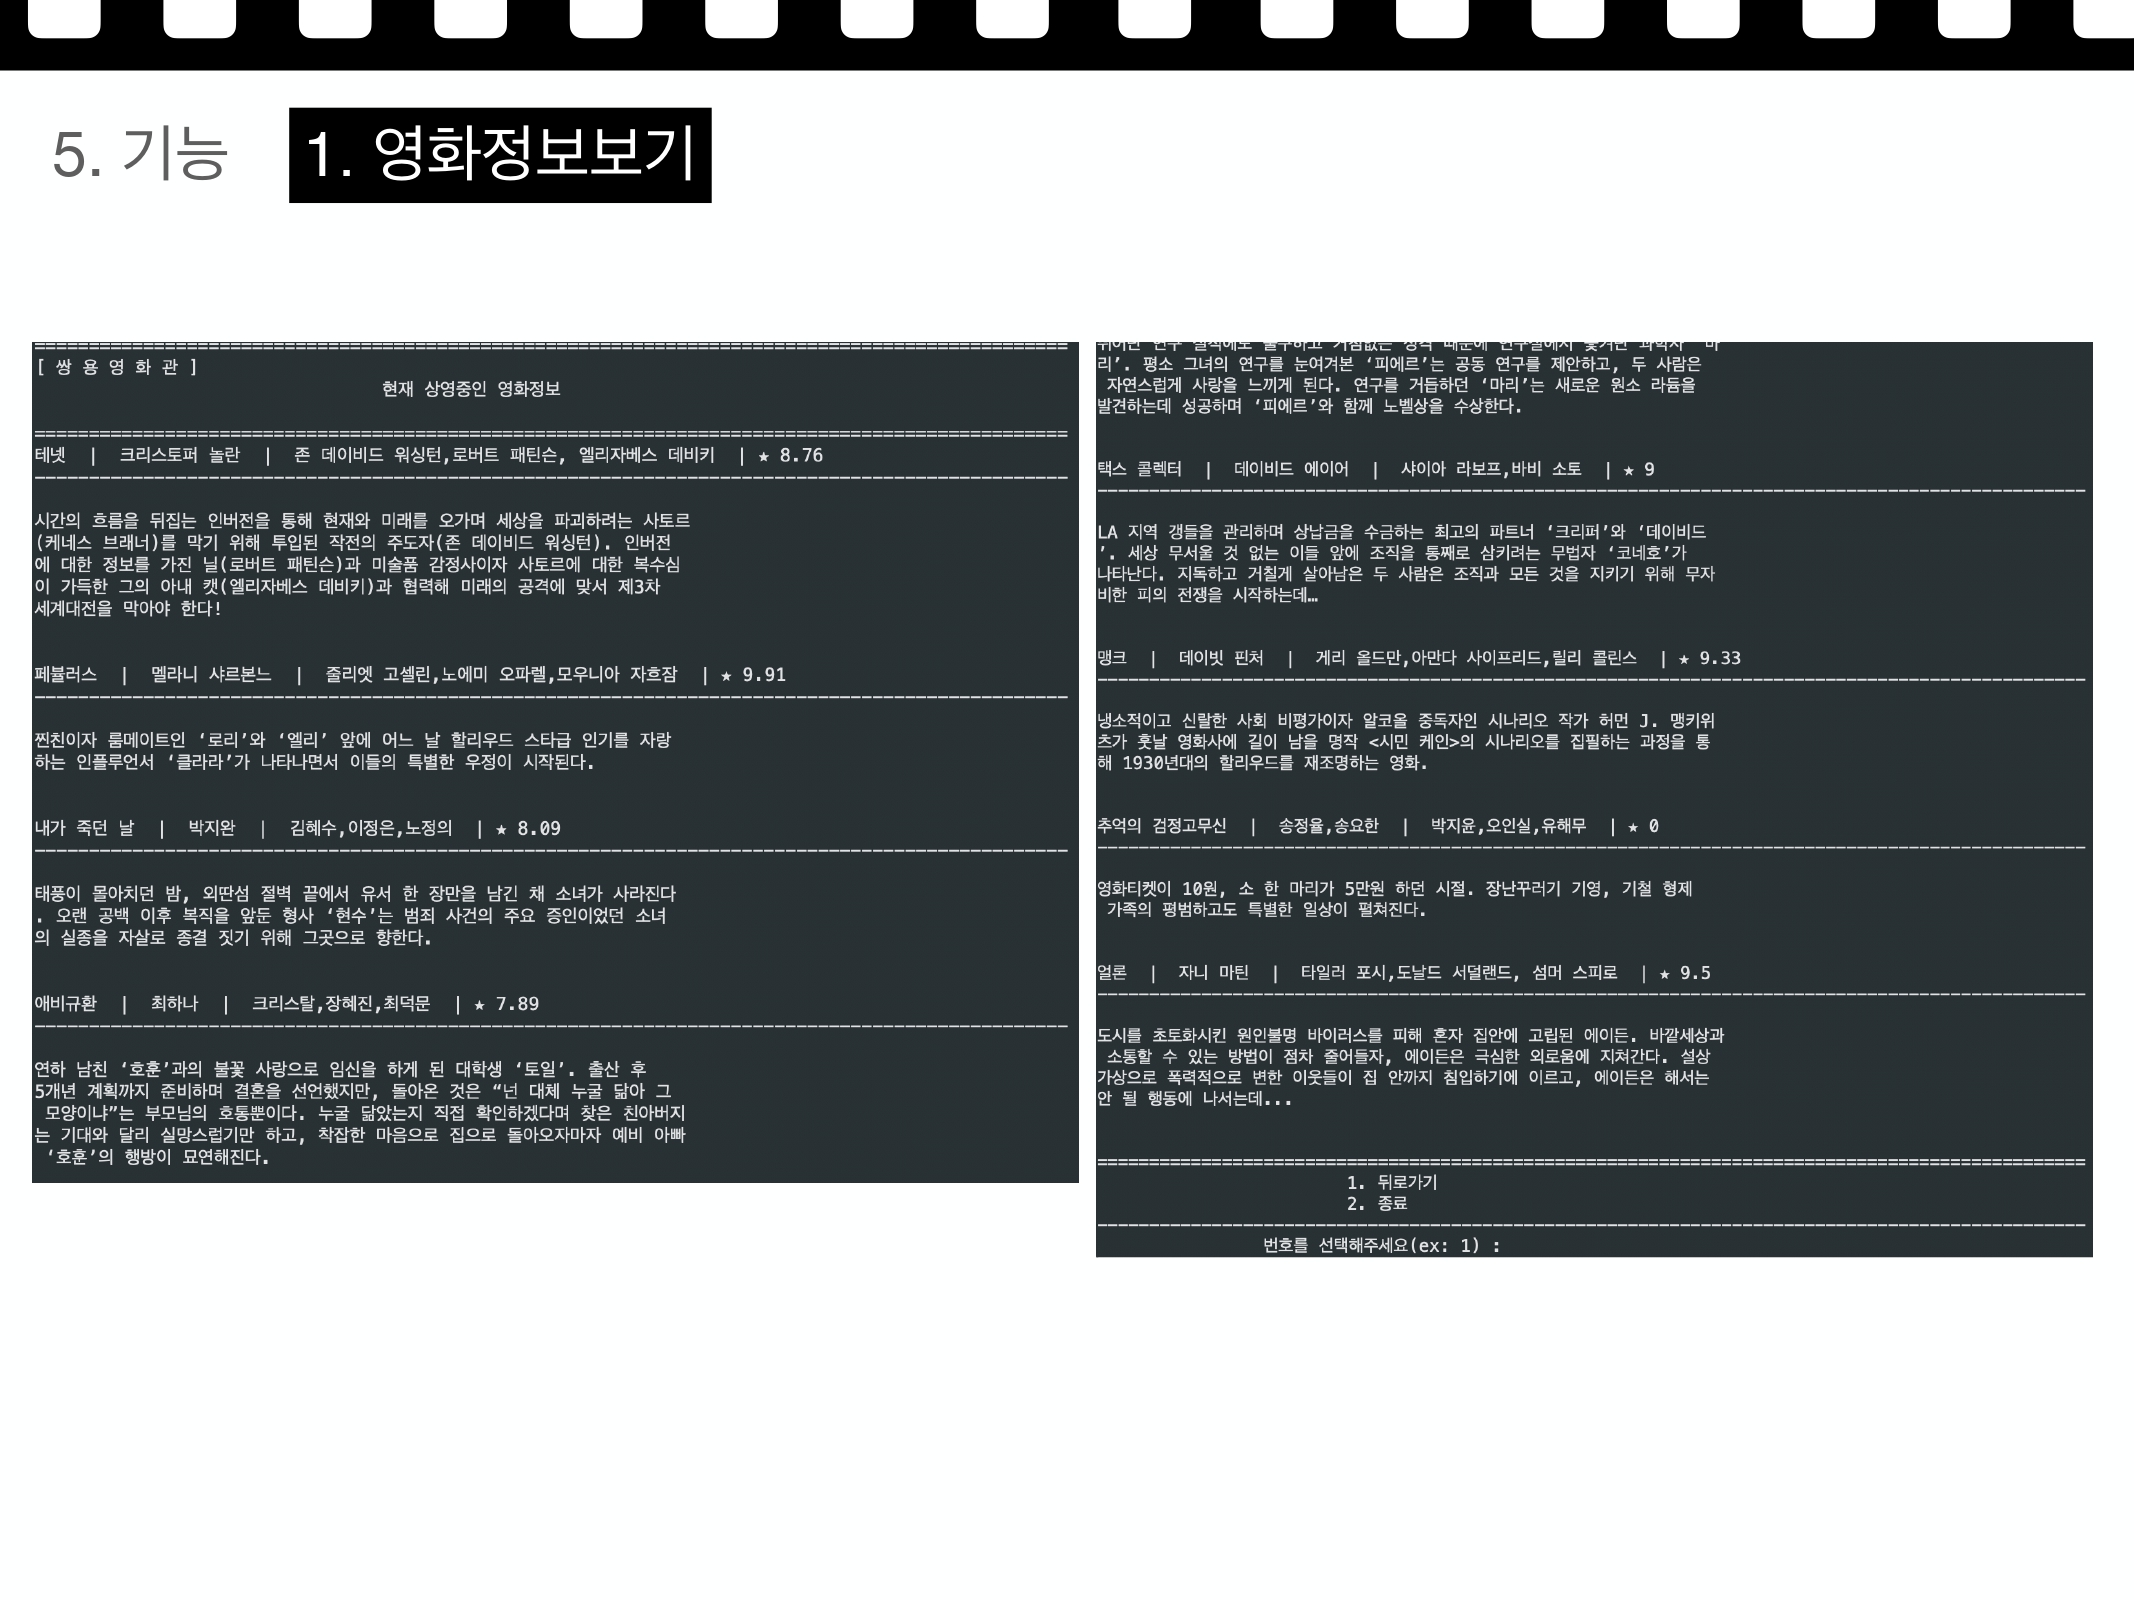 5. 기능
1. 영화정보보기
[ 쌍 용 영 화 관 ]
현재 상영중인 영화정보
테넷 | 크리스토퍼 놀란 | 존 데이비드 워싱턴,로버트 패틴슨, 엘리자베스 데비키 | ★ 8.76
시간의 흐름을 뒤집는 인버전을 통해 현재와 미래를 오가며 세상을 파괴하려는 사토르
(케네스 브래너)를 막기 위해 투입된 작전의 주도자(존 데이비드 워싱턴). 인버전
에 대한 정보를 가진 닐(로버트 패틴슨)과 미술품 감정사이자 사토르에 대한 복수심
이 가득한 그의 아내 캣(엘리자베스 데비키)과 협력해 미래의 공격에 맞서 제3차
세계대전을 막아야 한다!
페뷸러스 | 멜라니 샤르본느 | 줄리엣 고셀린,노에미 오파렐,모우니아 자흐잠 | ★ 9.91
찐친이자 룸메이트인 ‘로리’와 ‘엘리’ 앞에 어느 날 할리우드 스타급 인기를 자랑
하는 인플루언서 ‘클라라’가 나타나면서 이들의 특별한 우정이 시작된다.
내가 죽던 날 | 박지완 | 김혜수,이정은,노정의 | ★ 8.09
태풍이 몰아치던 밤, 외딴섬 절벽 끝에서 유서 한 장만을 남긴 채 소녀가 사라진다
. 오랜 공백 이후 복직을 앞둔 형사 ‘현수’는 범죄 사건의 주요 증인이었던 소녀
의 실종을 자살로 종결 짓기 위해 그곳으로 향한다.
애비규환 | 최하나 | 크리스탈,장혜진,최덕문 | ★ 7.89
연하 남친 ‘호훈’과의 불꽃 사랑으로 임신을 하게 된 대학생 ‘토일’. 출산 후
5개년 계획까지 준비하며 결혼을 선언했지만, 돌아온 것은 “넌 대체 누굴 닮아 그
모양이냐”는 부모님의 호통뿐이다. 누굴 닮았는지 직접 확인하겠다며 찾은 친아버지
는 기대와 달리 실망스럽기만 하고, 착잡한 마음으로 집으로 돌아오자마자 예비 아빠
‘호훈’의 행방이 묘연해진다.
뛰어난 연구 실적에도 불구하고 거침없는 성격 때문에 연구실에서 쫓겨난 과학자 ‘마
리’. 평소 그녀의 연구를 눈여겨본 ‘피에르’는 공동 연구를 제안하고, 두 사람은
자연스럽게 사랑을 느끼게 된다. 연구를 거듭하던 ‘마리’는 새로운 원소 라듐을
발견하는데 성공하며 ‘피에르’와 함께 노벨상을 수상한다.
택스 콜렉터 | 데이비드 에이어 | 샤이아 라보프,바비 소토 | ★ 9
LA 지역 갱들을 관리하며 상납금을 수금하는 최고의 파트너 ‘크리퍼’와 ‘데이비드
’. 세상 무서울 것 없는 이들 앞에 조직을 통째로 삼키려는 무법자 ‘코네호’가
나타난다. 지독하고 거칠게 살아남은 두 사람은 조직과 모든 것을 지키기 위해 무자
비한 피의 전쟁을 시작하는데…
맹크 | 데이빗 핀처 | 게리 올드만,아만다 사이프리드,릴리 콜린스 | ★ 9.33
냉소적이고 신랄한 사회 비평가이자 알코올 중독자인 시나리오 작가 허먼 J. 맹키위
츠가 훗날 영화사에 길이 남을 명작 <시민 케인>의 시나리오를 집필하는 과정을 통
해 1930년대의 할리우드를 재조명하는 영화.
추억의 검정고무신 | 송정율,송요한 | 박지윤,오인실,유해무 | ★ 0
영화티켓이 10원, 소 한 마리가 5만원 하던 시절. 장난꾸러기 기영, 기철 형제
가족의 평범하고도 특별한 일상이 펼쳐진다.
얼론 | 자니 마틴 | 타일러 포시,도날드 서덜랜드, 섬머 스피로 | ★ 9.5
도시를 초토화시킨 원인불명 바이러스를 피해 혼자 집안에 고립된 에이든. 바깥세상과
소통할 수 있는 방법이 점차 줄어들자, 에이든은 극심한 외로움에 지쳐간다. 설상
가상으로 폭력적으로 변한 이웃들이 집 안까지 침입하기에 이르고, 에이든은 해서는
안 될 행동에 나서는데...
1. 뒤로가기
2. 종료
번호를 선택해주세요(ex: 1) :